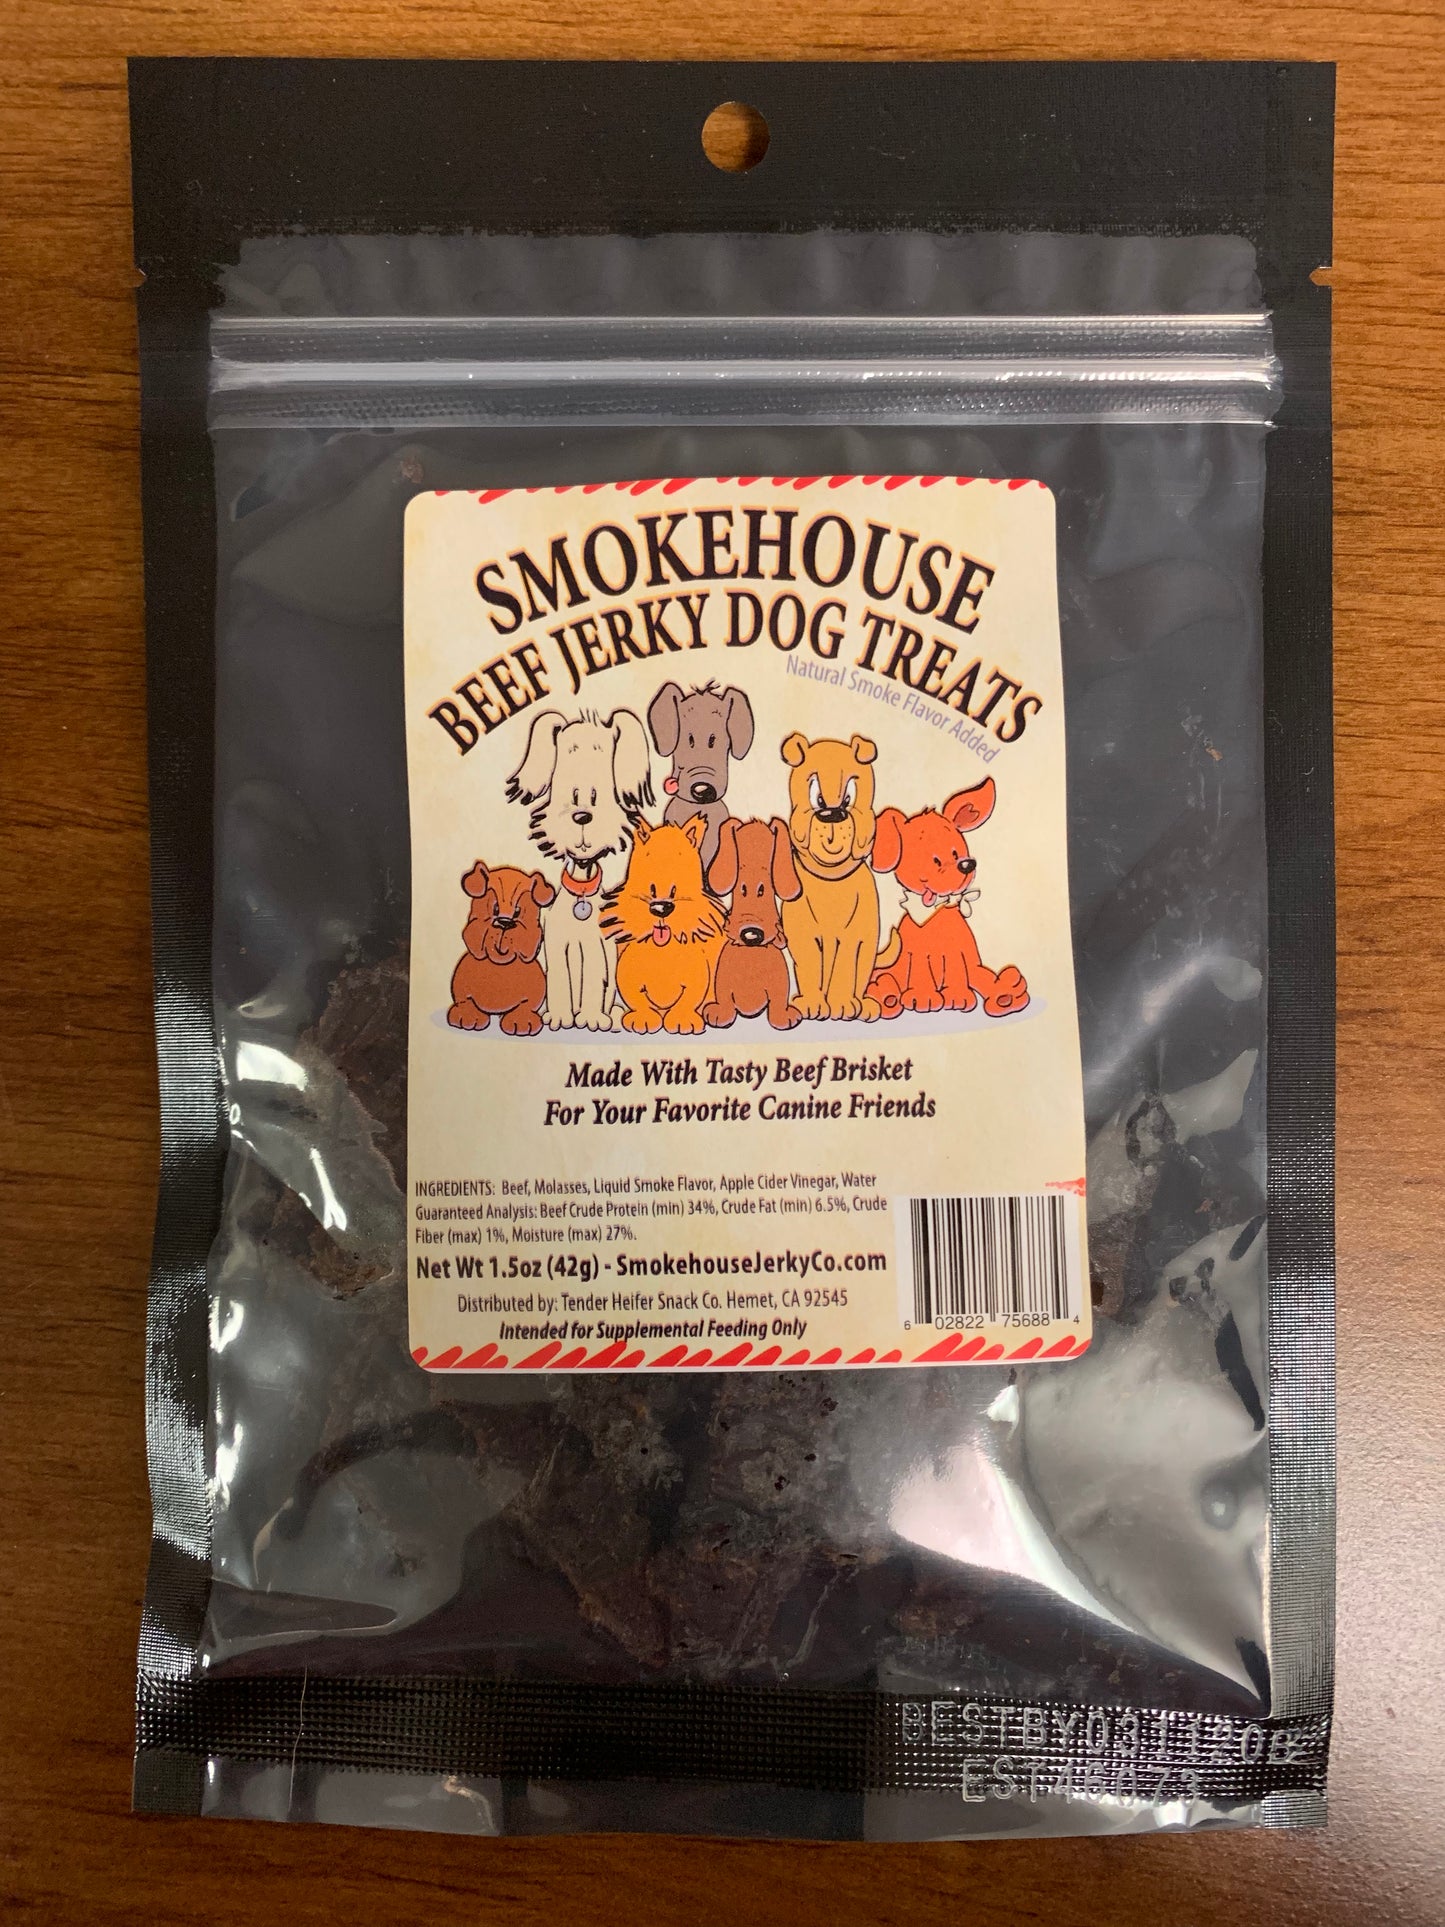 SMOKEHOUSE
BEEF JERKY DOG TREATS
Natural Smoke Flavor Added
Made With Tasty Beef Brisket
For Your Favorite Canine Friends
INGREDIENTS: Beef, Molasses, Liquid Smoke Flavor, Apple Cider Vinegar, Water
Guaranteed Analysis: Beef Crude Protein (min) 34%, Crude Fat (min) 6.5%, Crude
Fiber (max) 1%, Moisture (max) 27%.
Net Wt 1.5oz (42g) - SmokehouseJerkyCo.com
Distributed by: Tender Heifer Snack Co. Hemet, CA 92545
Intended for Supplemental Feeding Only
6 02822 75688 4
BESTBY031120B2
EST46073